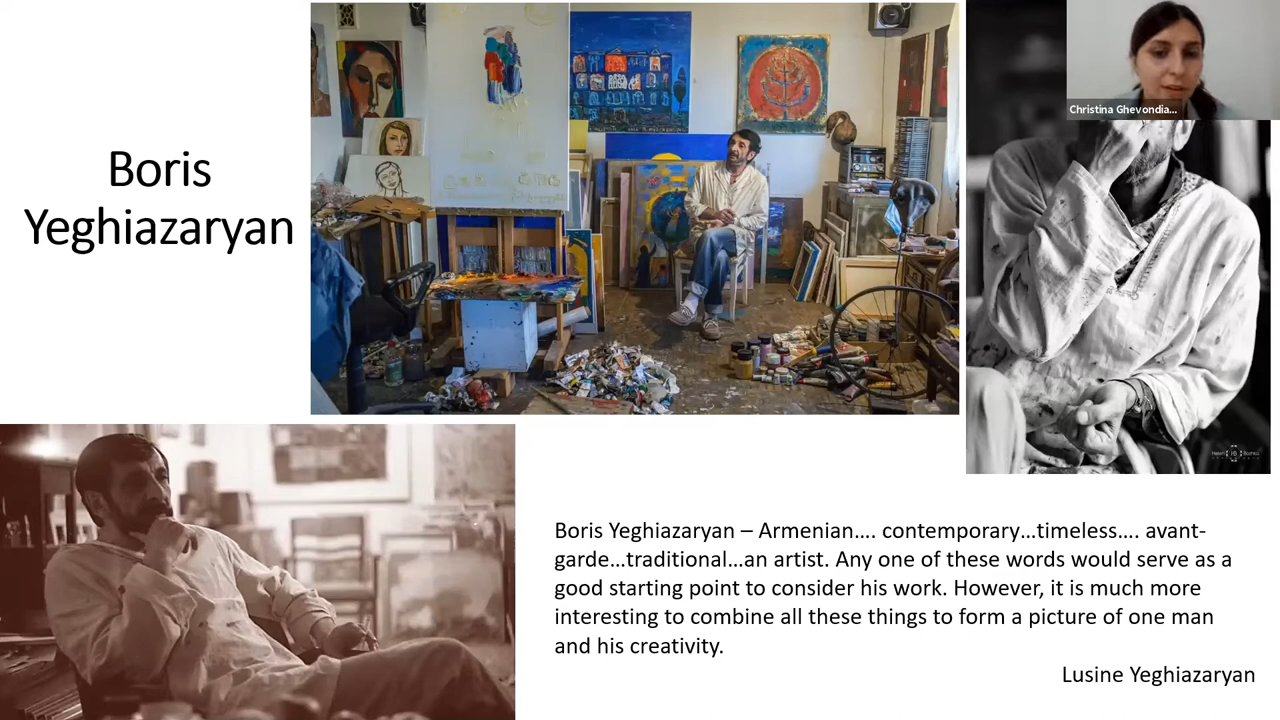 Boris
Yeghiazaryan
Christina Ghevondia...
Boris Yeghiazaryan – Armenian…. contemporary…timeless…. avant-
garde…traditional…an artist. Any one of these words would serve as a
good starting point to consider his work. However, it is much more
interesting to combine all these things to form a picture of one man
and his creativity.
Lusine Yeghiazaryan